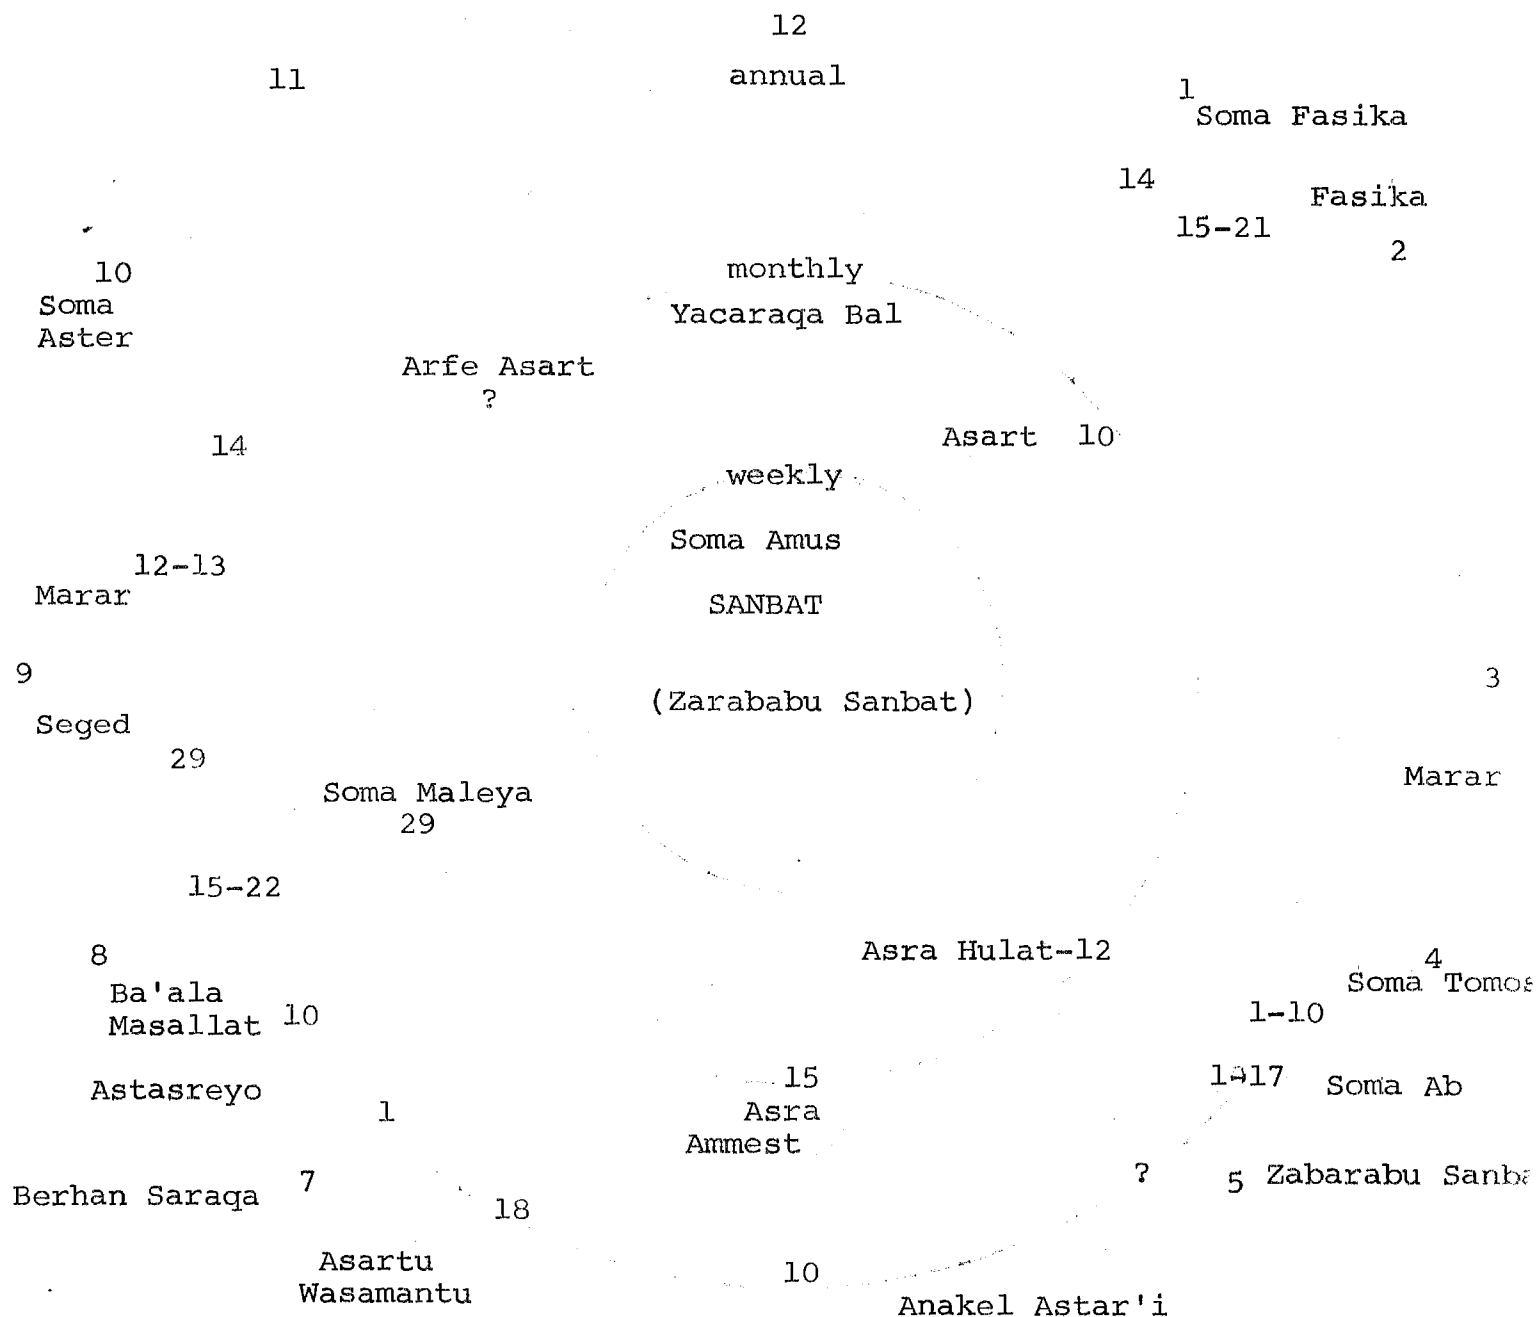 12
11 annual
1
Soma Fasika
14 Fasika
15-21
2
10 monthly
Soma Yacaraqa Bal
Aster
Arfe Asart
?
14 Asart 10
weekly
Soma Amus
12-13
Marar SANBAT
9 3
(Zarababu Sanbat)
Seged
29 Marar
Soma Maleya
29
15-22
8 Asra Hulat-12 4
Ba'ala Soma Tomos
Masallat 10 1-10
15
Astasreyo 1 Asra 17 Soma Ab
Ammest
Berhan Saraqa 7 ? 5 Zabarabu
18
Asartu 10
Wasamantu Anakel Astar'i